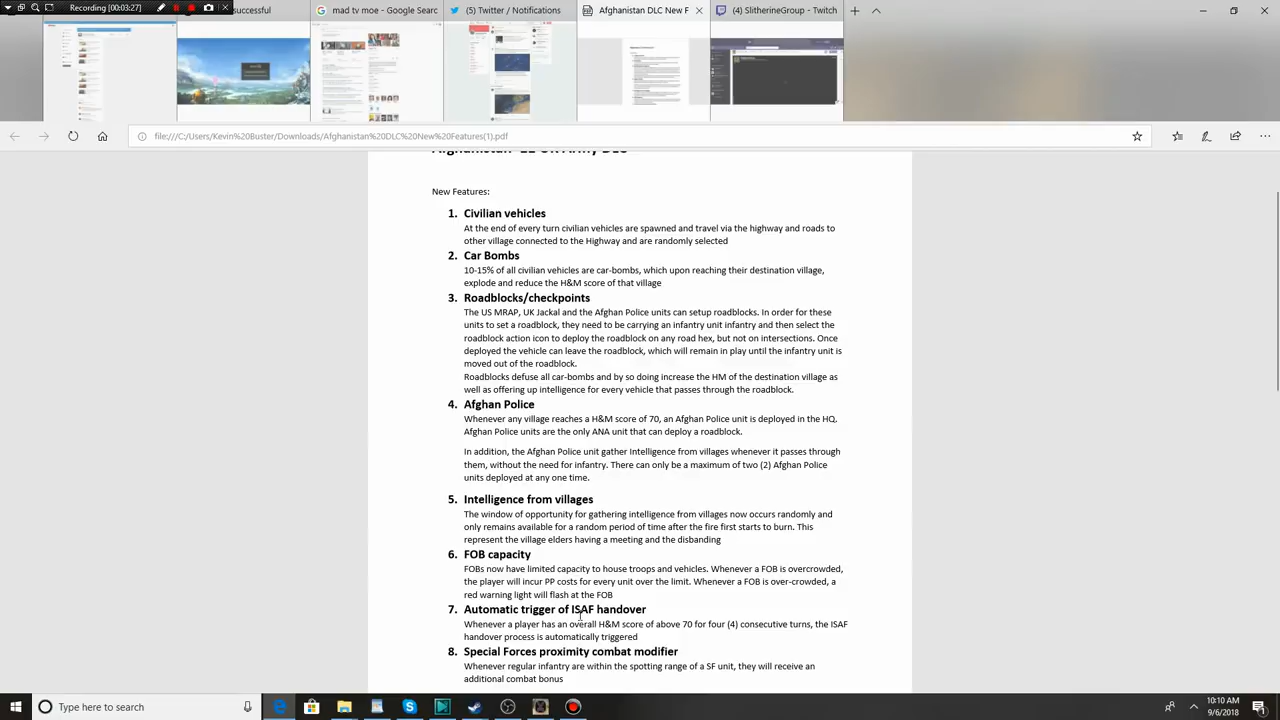 Recording [00:03:27]
successful
mad tv moe - Google Searc
(5) Twitter / Notifications
Afghanistan DLC New F
(4) SlitherineGroup - Twitch
file:///C:/Users/Kevin%20Buster/Downloads/Afghanistan%20DLC%20New%20Features(1).pdf
New Features:
1. Civilian vehicles
At the end of every turn civilian vehicles are spawned and travel via the highway and roads to
other village connected to the Highway and are randomly selected
2. Car Bombs
10-15% of all civilian vehicles are car-bombs, which upon reaching their destination village,
explode and reduce the H&M score of that village
3. Roadblocks/checkpoints
The US MRAP, UK Jackal and the Afghan Police units can setup roadblocks. In order for these
units to set a roadblock, they need to be carrying an infantry unit infantry and then select the
roadblock action icon to deploy the roadblock on any road hex, but not on intersections. Once
deployed the vehicle can leave the roadblock, which will remain in play until the infantry unit is
moved out of the roadblock.
Roadblocks defuse all car-bombs and by so doing increase the HM of the destination village as
well as offering up intelligence for every vehicle that passes through the roadblock.
4. Afghan Police
Whenever any village reaches a H&M score of 70, an Afghan Police unit is deployed in the HQ.
Afghan Police units are the only ANA unit that can deploy a roadblock.
In addition, the Afghan Police unit gather Intelligence from villages whenever it passes through
them, without the need for infantry. There can only be a maximum of two (2) Afghan Police
units deployed at any one time.
5. Intelligence from villages
The window of opportunity for gathering intelligence from villages now occurs randomly and
only remains available for a random period of time after the fire first starts to burn. This
represent the village elders having a meeting and the disbanding
6. FOB capacity
FOBs now have limited capacity to house troops and vehicles. Whenever a FOB is overcrowded,
the player will incur PP costs for every unit over the limit. Whenever a FOB is over-crowded, a
red warning light will flash at the FOB
7. Automatic trigger of ISAF handover
Whenever a player has an overall H&M score of above 70 for four (4) consecutive turns, the ISAF
handover process is automatically triggered
8. Special Forces proximity combat modifier
Whenever regular infantry are within the spotting range of a SF unit, they will receive an
additional combat bonus
Type here to search
10:10 AM
9/6/2018